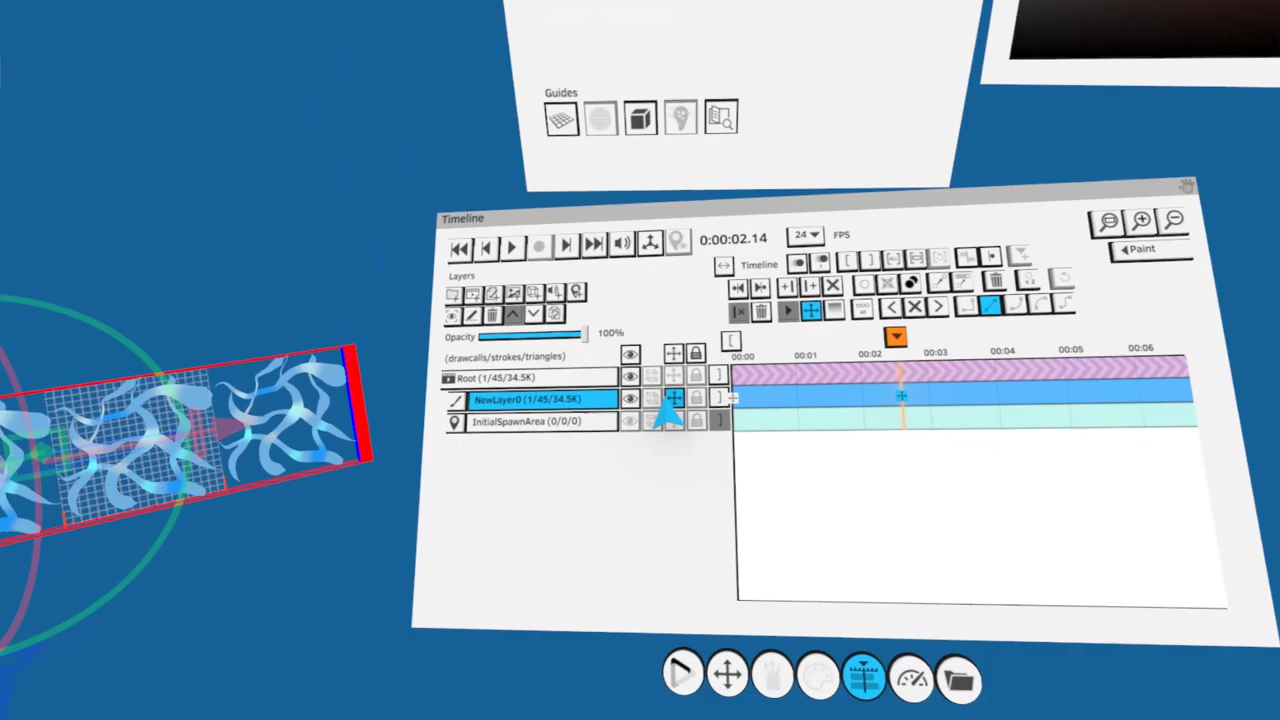 Guides
Timeline
0:00:02.14
24
FPS
Paint
Layers
Timeline
Opacity
100%
(drawcalls/strokes/triangles)
00:00 00:01 00:02 00:03 00:04 00:05 00:06
Root (1/45/34.5K)
NewLayer0 (1/45/34.5K)
InitialSpawnArea (0/0/0)